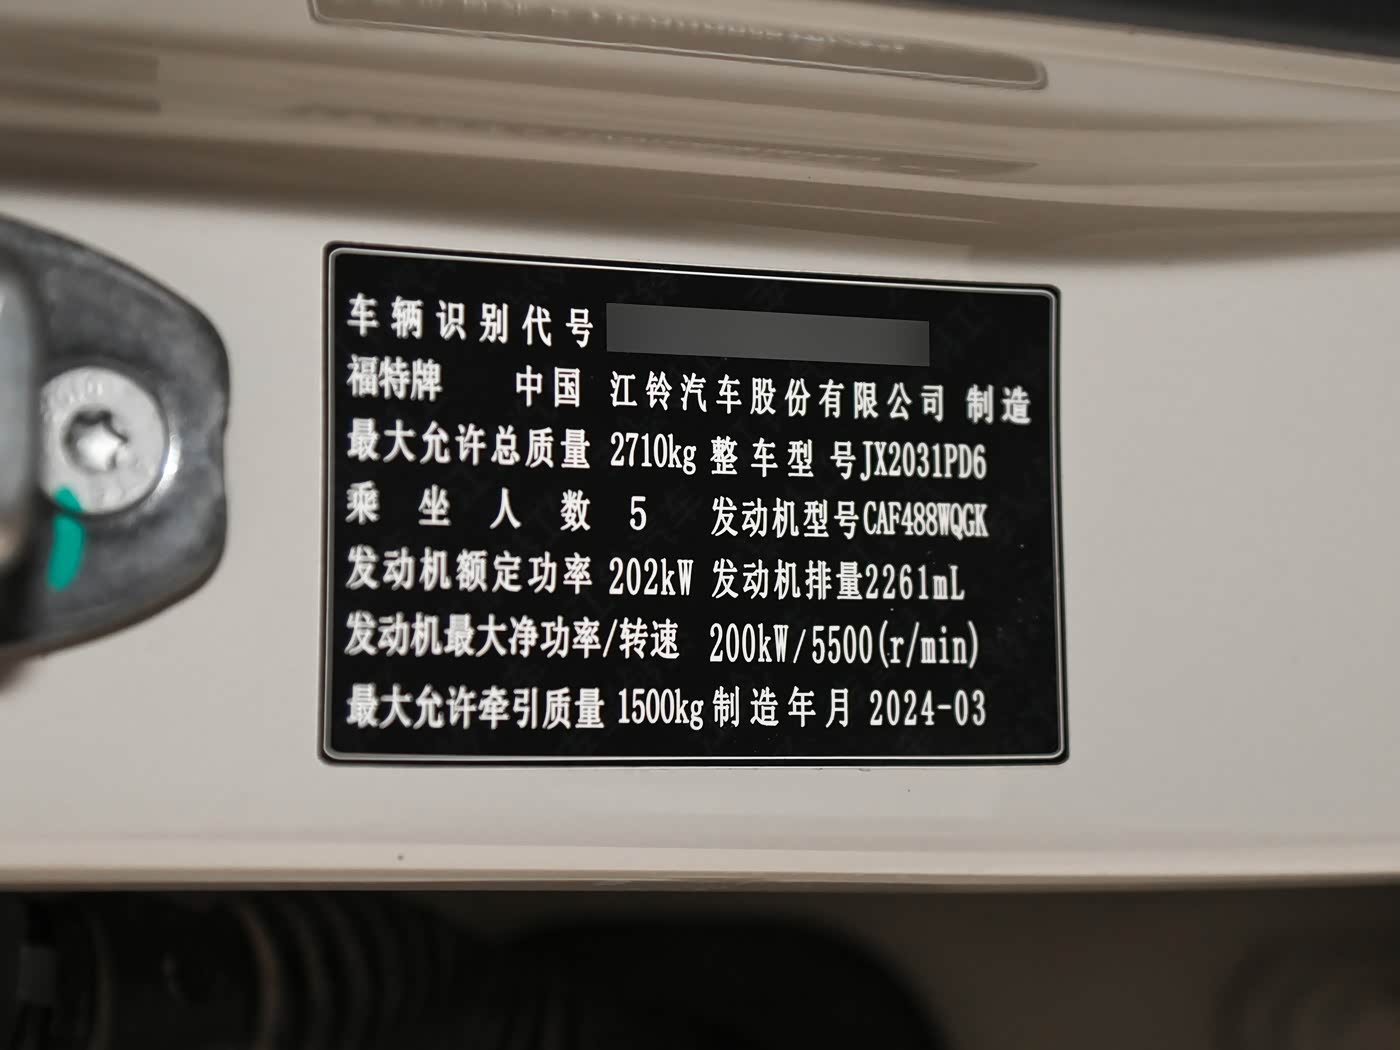 车辆识别代号
福特牌 中国 江铃汽车股份有限公司 制造
最大允许总质量 2710kg 整车型号JX2031PD6
乘坐人数 5 发动机型号CAF488WQGK
发动机额定功率 202kW 发动机排量2261mL
发动机最大净功率/转速 200kW/5500(r/min)
最大允许牵引质量 1500kg 制造年月 2024-03